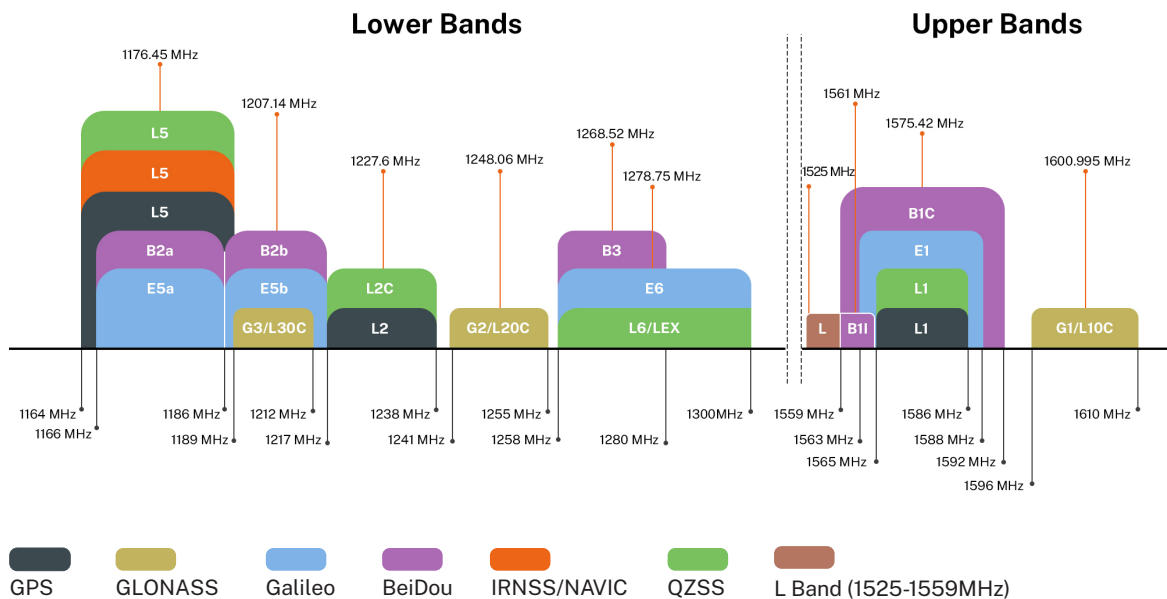 Lower Bands
Upper Bands
1176.45 MHz
1207.14 MHz
1227.6 MHz
1248.06 MHz
1268.52 MHz
1278.75 MHz
1561 MHz
1575.42 MHz
1525 MHz
1600.995 MHz
L5
L5
L5
B2a
E5a
B2b
E5b
G3/L3OC
L2C
L2
G2/L2OC
B3
E6
L6/LEX
L
B1I
B1C
E1
L1
L1
G1/L1OC
1164 MHz
1166 MHz
1186 MHz
1189 MHz
1212 MHz
1217 MHz
1238 MHz
1241 MHz
1255 MHz
1258 MHz
1280 MHz
1300MHz
1559 MHz
1563 MHz
1565 MHz
1586 MHz
1588 MHz
1592 MHz
1596 MHz
1610 MHz
GPS
GLONASS
Galileo
BeiDou
IRNSS/NAVIC
QZSS
L Band (1525-1559MHz)